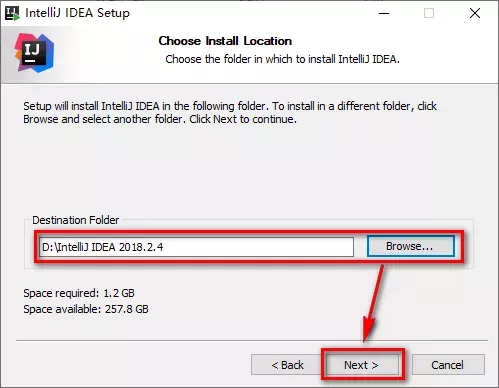 IntelliJ IDEA Setup
IJ
Choose Install Location
Choose the folder in which to install IntelliJ IDEA.
Setup will install IntelliJ IDEA in the following folder. To install in a different folder, click
Browse and select another folder. Click Next to continue.
Destination Folder
D:\IntelliJ IDEA 2018.2.4
Browse...
Space required: 1.2 GB
Space available: 257.8 GB
< Back
Next >
Cancel